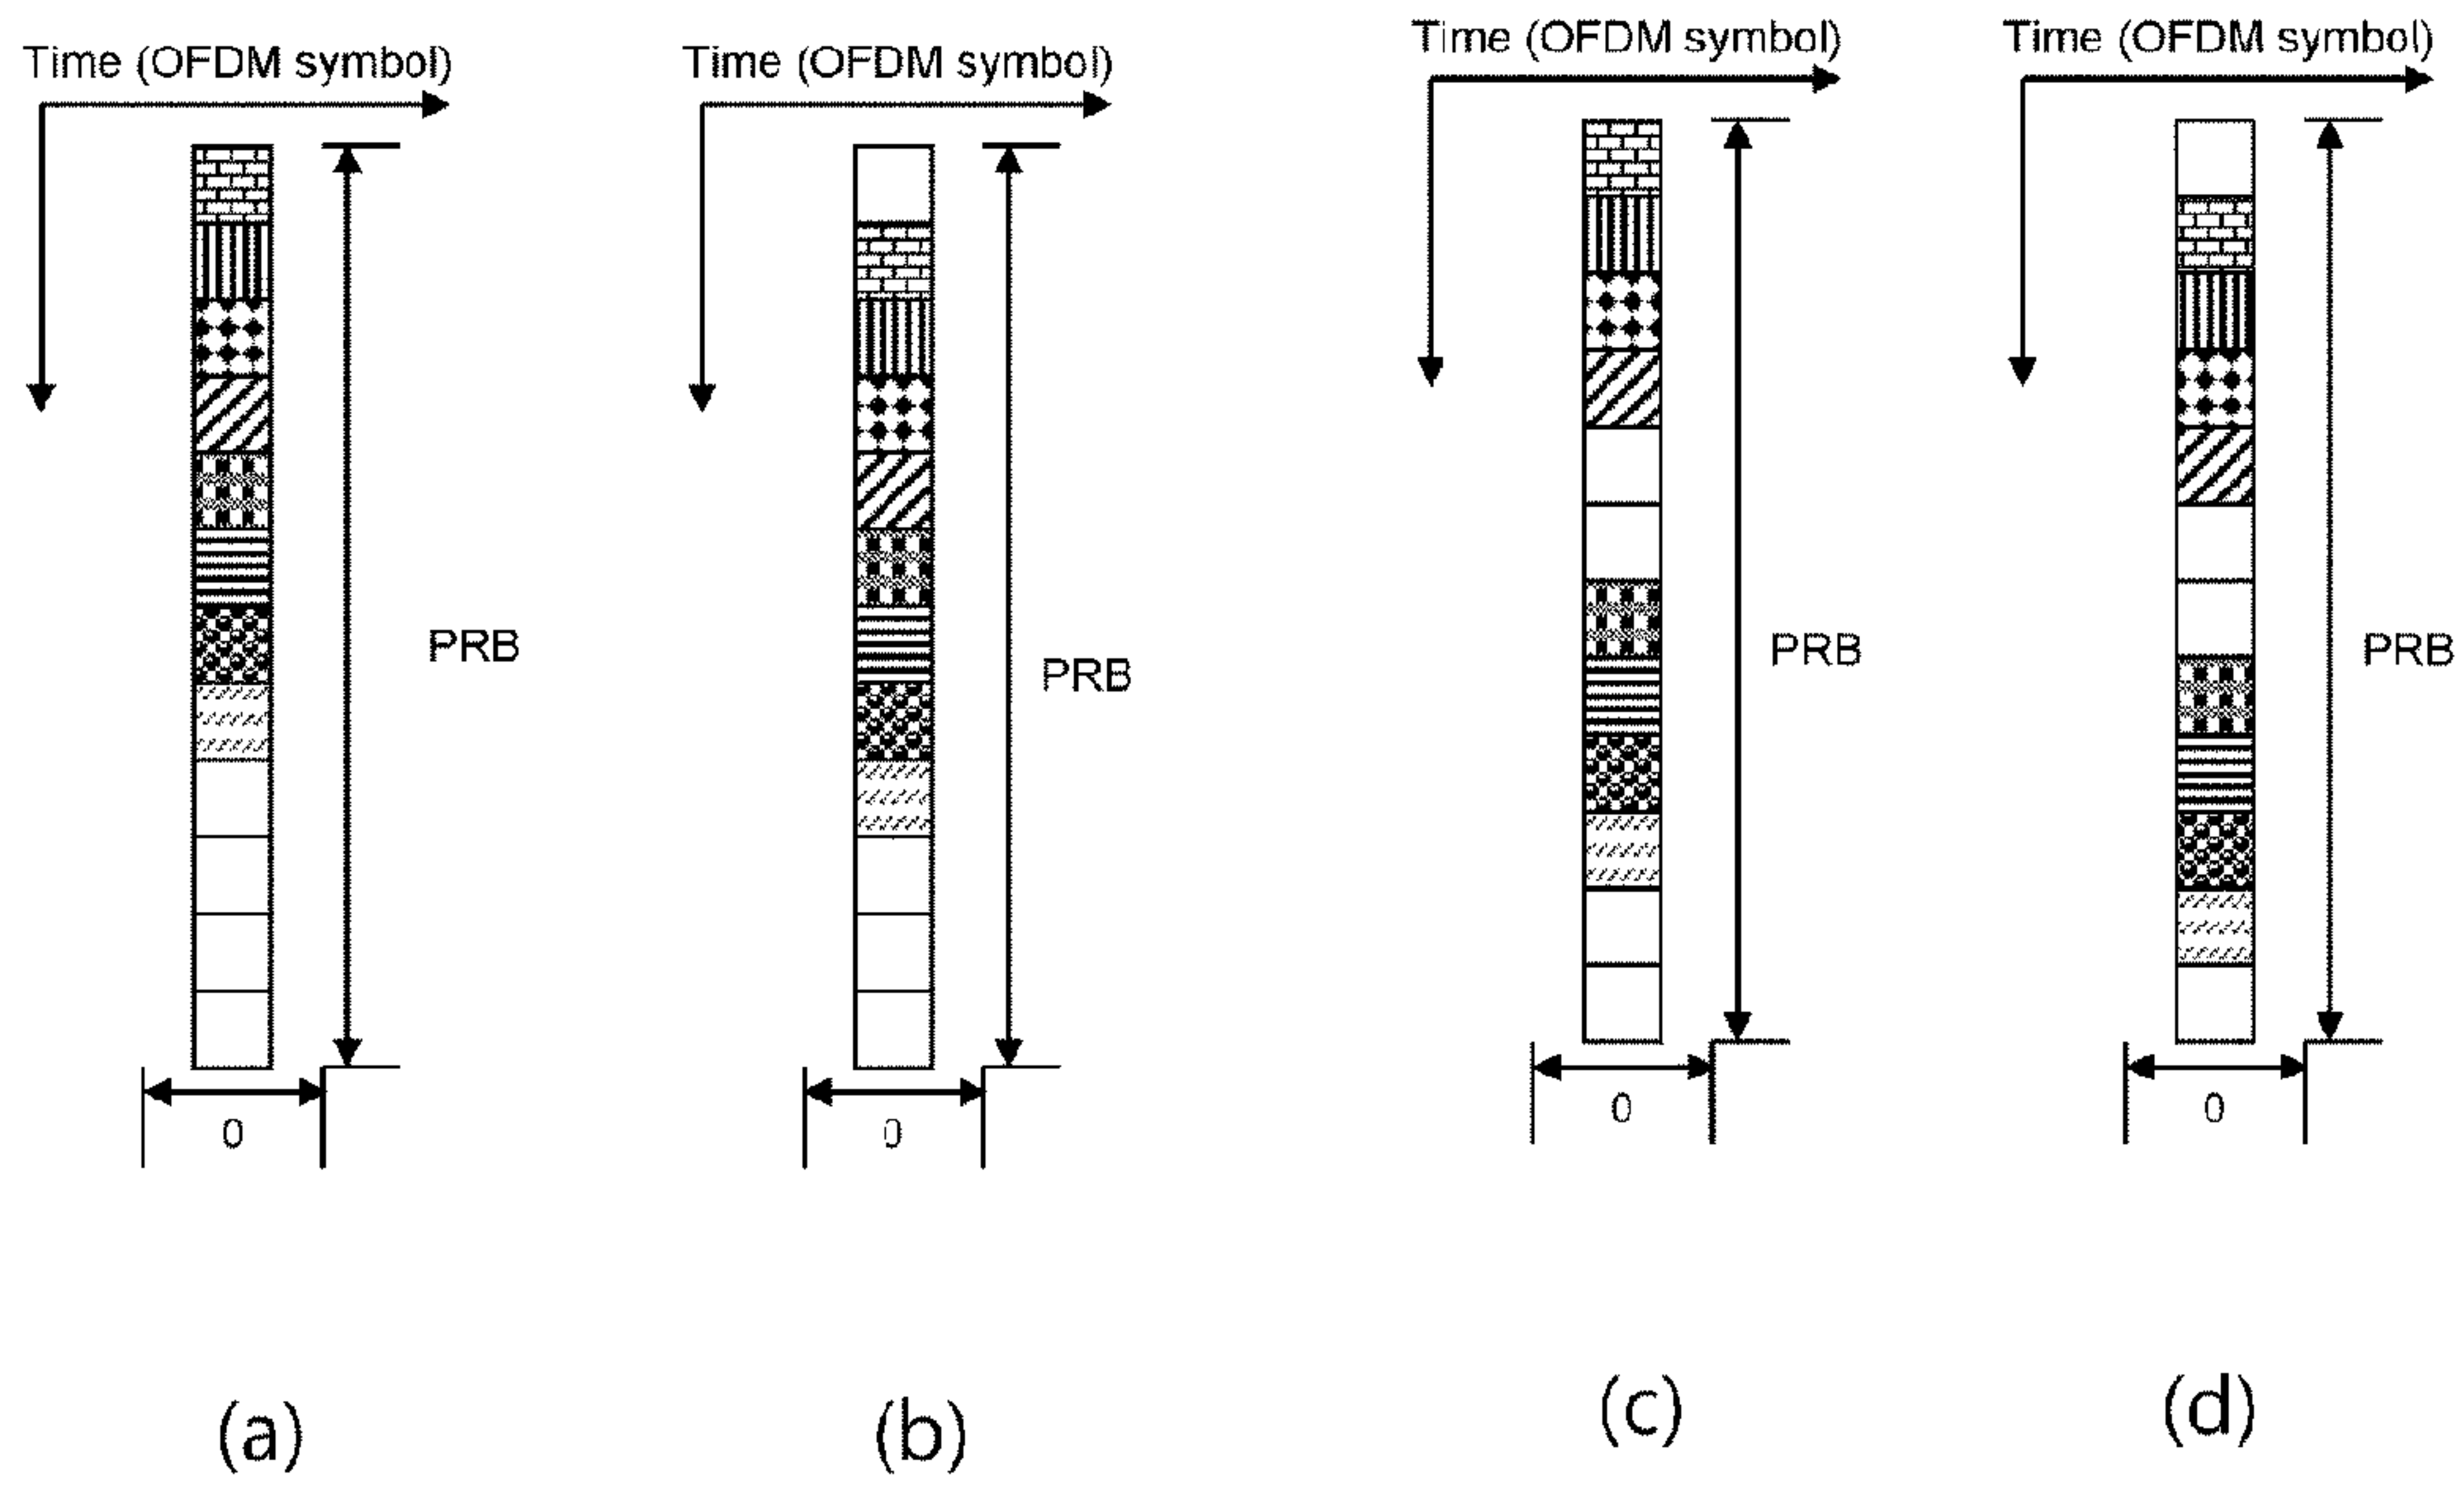 Time (OFDM symbol)
PRB
0
(a)
Time (OFDM symbol)
PRB
0
(b)
Time (OFDM symbol)
PRB
0
(c)
Time (OFDM symbol)
PRB
0
(d)